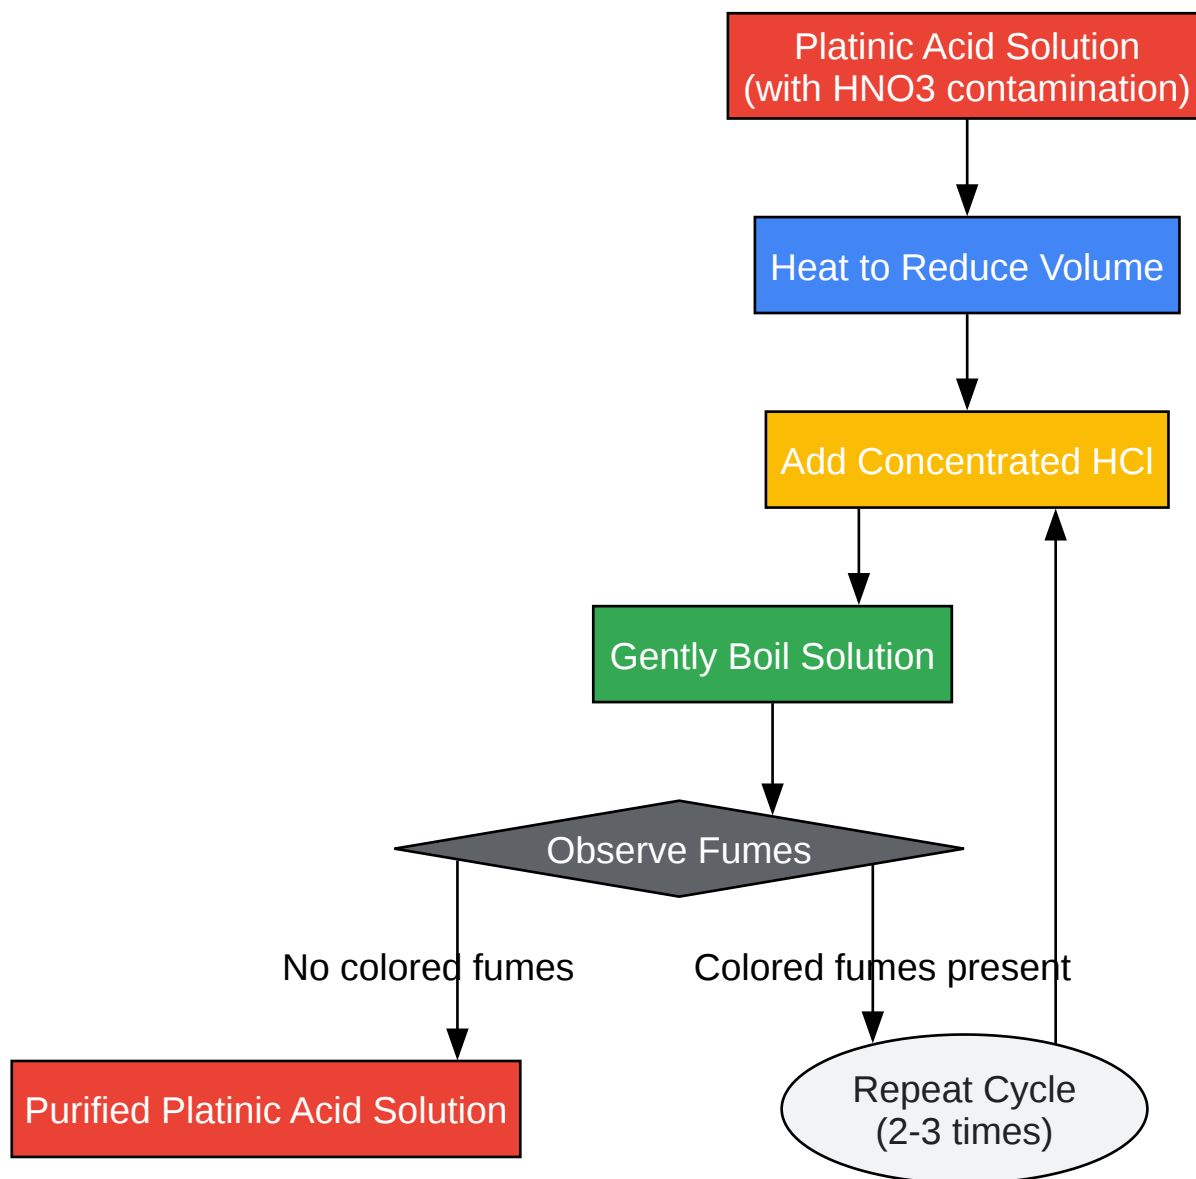 Platinic Acid Solution
(with HNO3 contamination)
Heat to Reduce Volume
Add Concentrated HCl
Gently Boil Solution
Observe Fumes
No colored fumes
Colored fumes present
Purified Platinic Acid Solution
Repeat Cycle
(2-3 times)